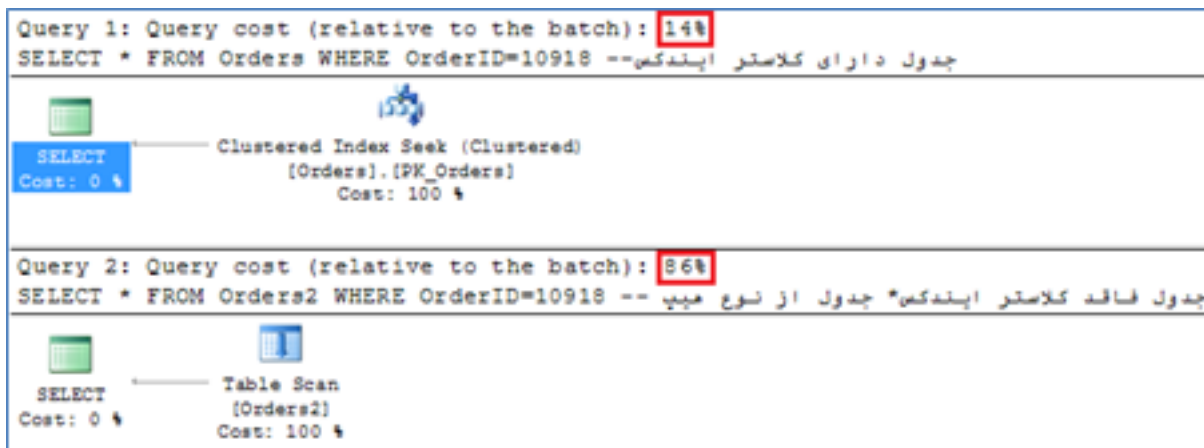 Query 1: Query cost (relative to the batch): 14%
SELECT * FROM Orders WHERE OrderID=10918 --جدول دارای کلاستر ایندکس
SELECT
Cost: 0 %
Clustered Index Seek (Clustered)
[Orders].[PK_Orders]
Cost: 100 %
Query 2: Query cost (relative to the batch): 86%
SELECT * FROM Orders2 WHERE OrderID=10918 -- جدول فاقد کلاستر ایندکس* جدول از نوع هیپ
SELECT
Cost: 0 %
Table Scan
[Orders2]
Cost: 100 %